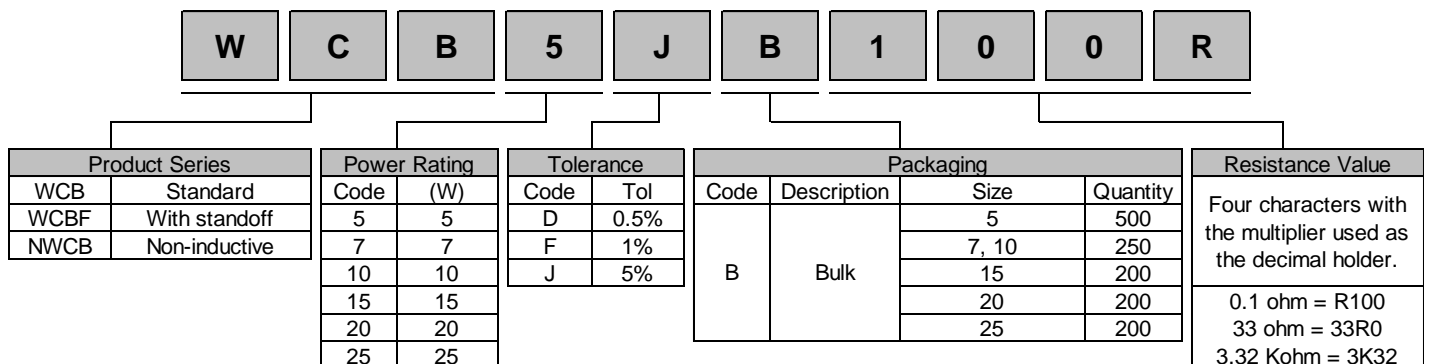 W C B 5 J B 1 0 0 R
Product Series
WCB Standard
WCBF With standoff
NWCB Non-inductive
Power Rating
Code (W)
5 5
7 7
10 10
15 15
20 20
25 25
Tolerance
Code Tol
D 0.5%
F 1%
J 5%
Packaging
Code Description Size Quantity
B Bulk
5 500
7, 10 250
15 200
20 200
25 200
Resistance Value
Four characters with
the multiplier used as
the decimal holder.
0.1 ohm = R100
33 ohm = 33R0
3.32 Kohm = 3K32